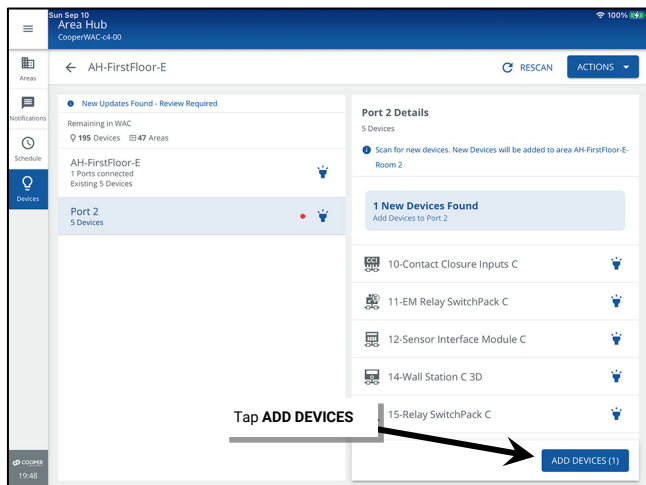 Sun Sep 10
100%
Area Hub
CooperWAC-c4-00
Areas
Notifications
Schedule
Devices
COOPER
19:48
AH-FirstFloor-E
RESCAN
ACTIONS
New Updates Found - Review Required
Remaining in WAC
195 Devices 47 Areas
AH-FirstFloor-E
1 Ports connected
Existing 5 Devices
Port 2
5 Devices
Port 2 Details
5 Devices
Scan for new devices. New Devices will be added to area AH-FirstFloor-E-
Room 2
1 New Devices Found
Add Devices to Port 2
CCI
10-Contact Closure Inputs C
11-EM Relay SwitchPack C
12-Sensor Interface Module C
14-Wall Station C 3D
15-Relay SwitchPack C
Tap ADD DEVICES
ADD DEVICES (1)